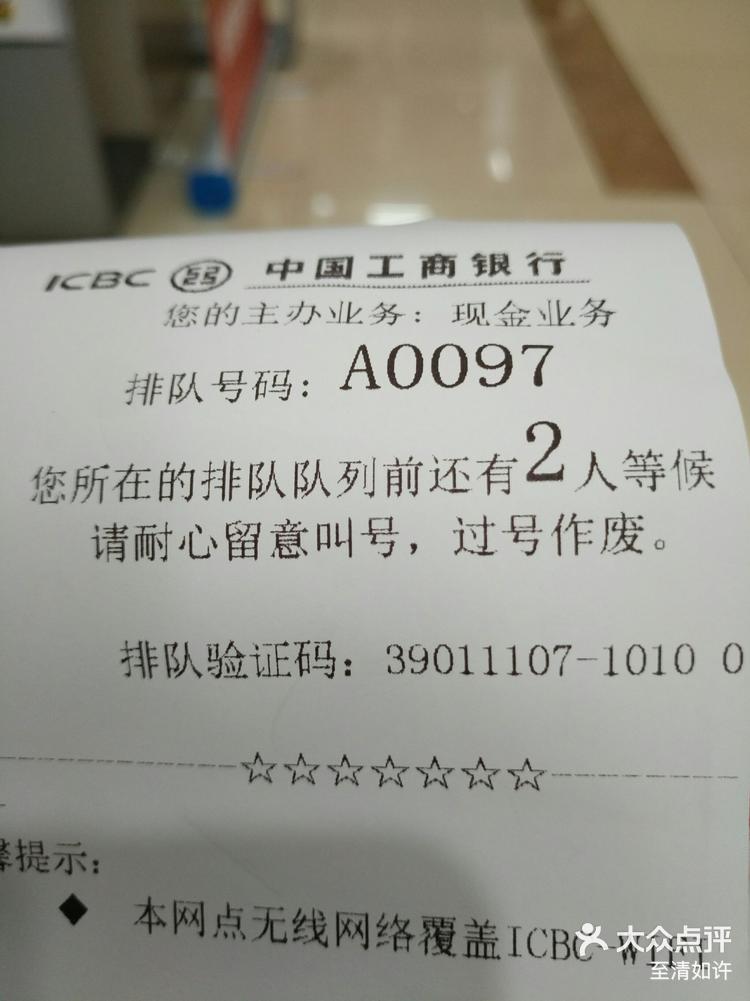 ICBC 中国工商银行
您的主办业务：现金业务
排队号码：A0097
您所在的排队队列前还有2人等候
请耐心留意叫号，过号作废。
排队验证码：39011107-1010 0
☆☆☆☆☆☆☆
提示：
◆ 本网点无线网络覆盖ICBC
大众点评
至清如许